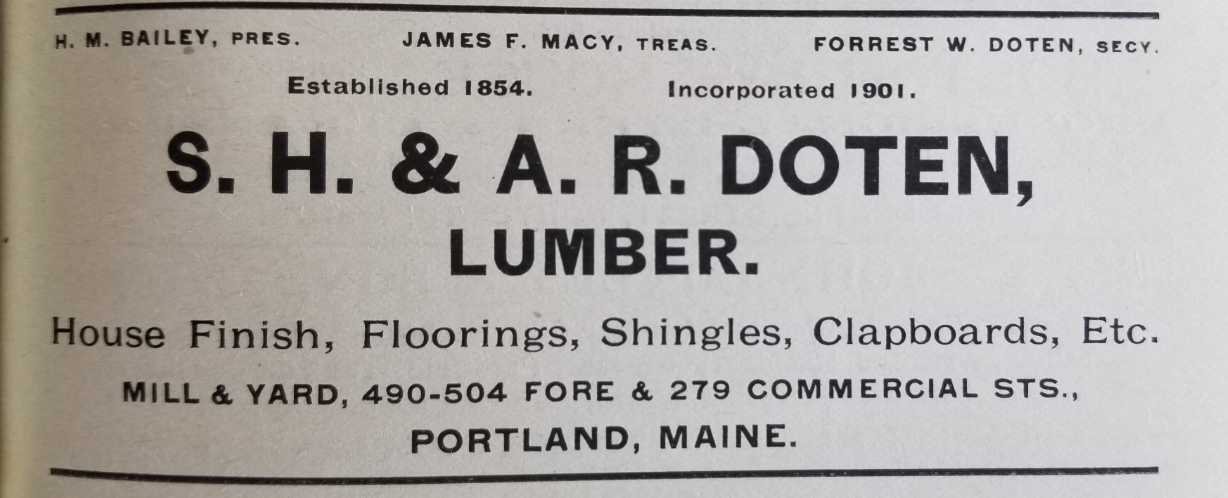 H. M. BAILEY, PRES. JAMES F. MACY, TREAS. FORREST W. DOTEN, SECY.
Established 1854. Incorporated 1901.
S. H. & A. R. DOTEN,
LUMBER.
House Finish, Floorings, Shingles, Clapboards, Etc.
MILL & YARD, 490-504 FORE & 279 COMMERCIAL STS.,
PORTLAND, MAINE.